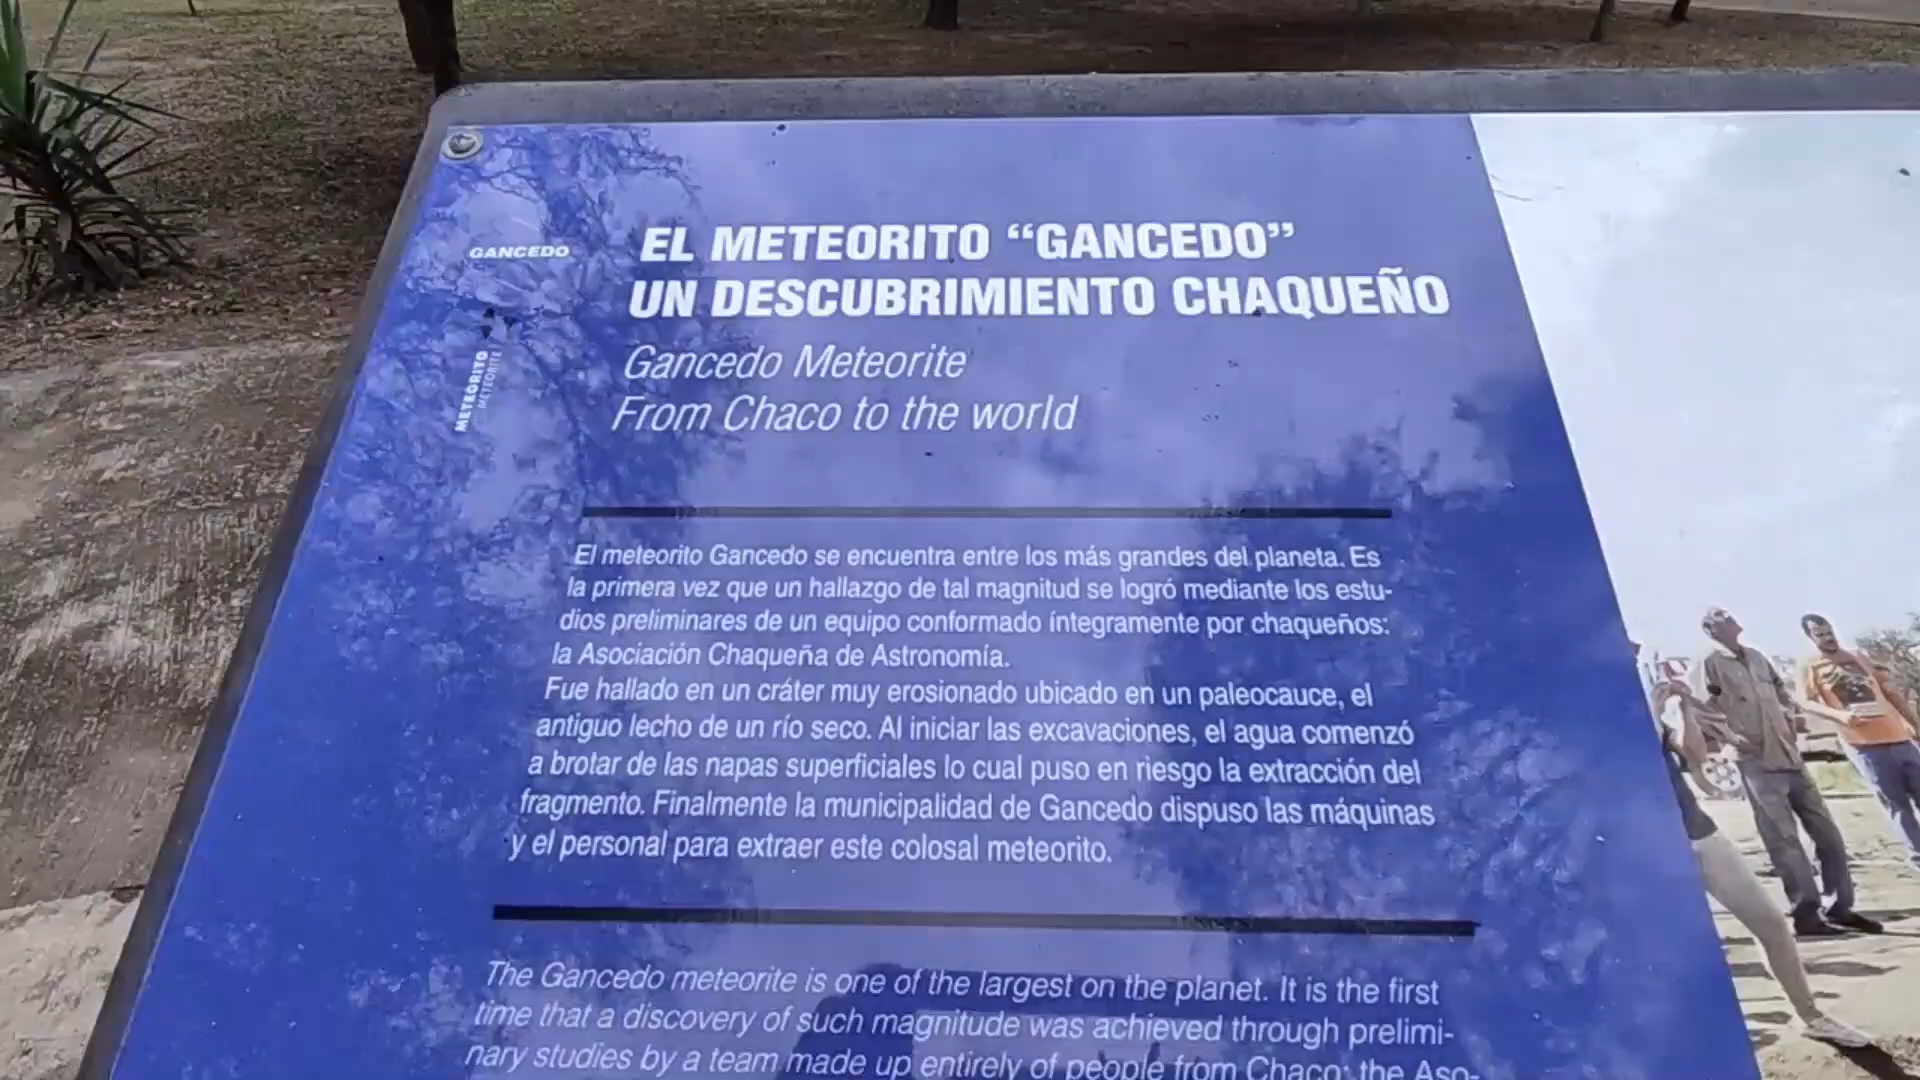 GANCEDO
METEORITO
METEORITE
EL METEORITO “GANCEDO”
UN DESCUBRIMIENTO CHAQUEÑO
Gancedo Meteorite
From Chaco to the world
El meteorito Gancedo se encuentra entre los más grandes del planeta. Es
la primera vez que un hallazgo de tal magnitud se logró mediante los estu-
dios preliminares de un equipo conformado íntegramente por chaqueños:
la Asociación Chaqueña de Astronomía.
Fue hallado en un cráter muy erosionado ubicado en un paleocauce, el
antiguo lecho de un río seco. Al iniciar las excavaciones, el agua comenzó
a brotar de las napas superficiales lo cual puso en riesgo la extracción del
fragmento. Finalmente la municipalidad de Gancedo dispuso las máquinas
y el personal para extraer este colosal meteorito.
The Gancedo meteorite is one of the largest on the planet. It is the first
time that a discovery of such magnitude was achieved through prelimi-
nary studies by a team made up entirely of people from Chaco: the Aso-